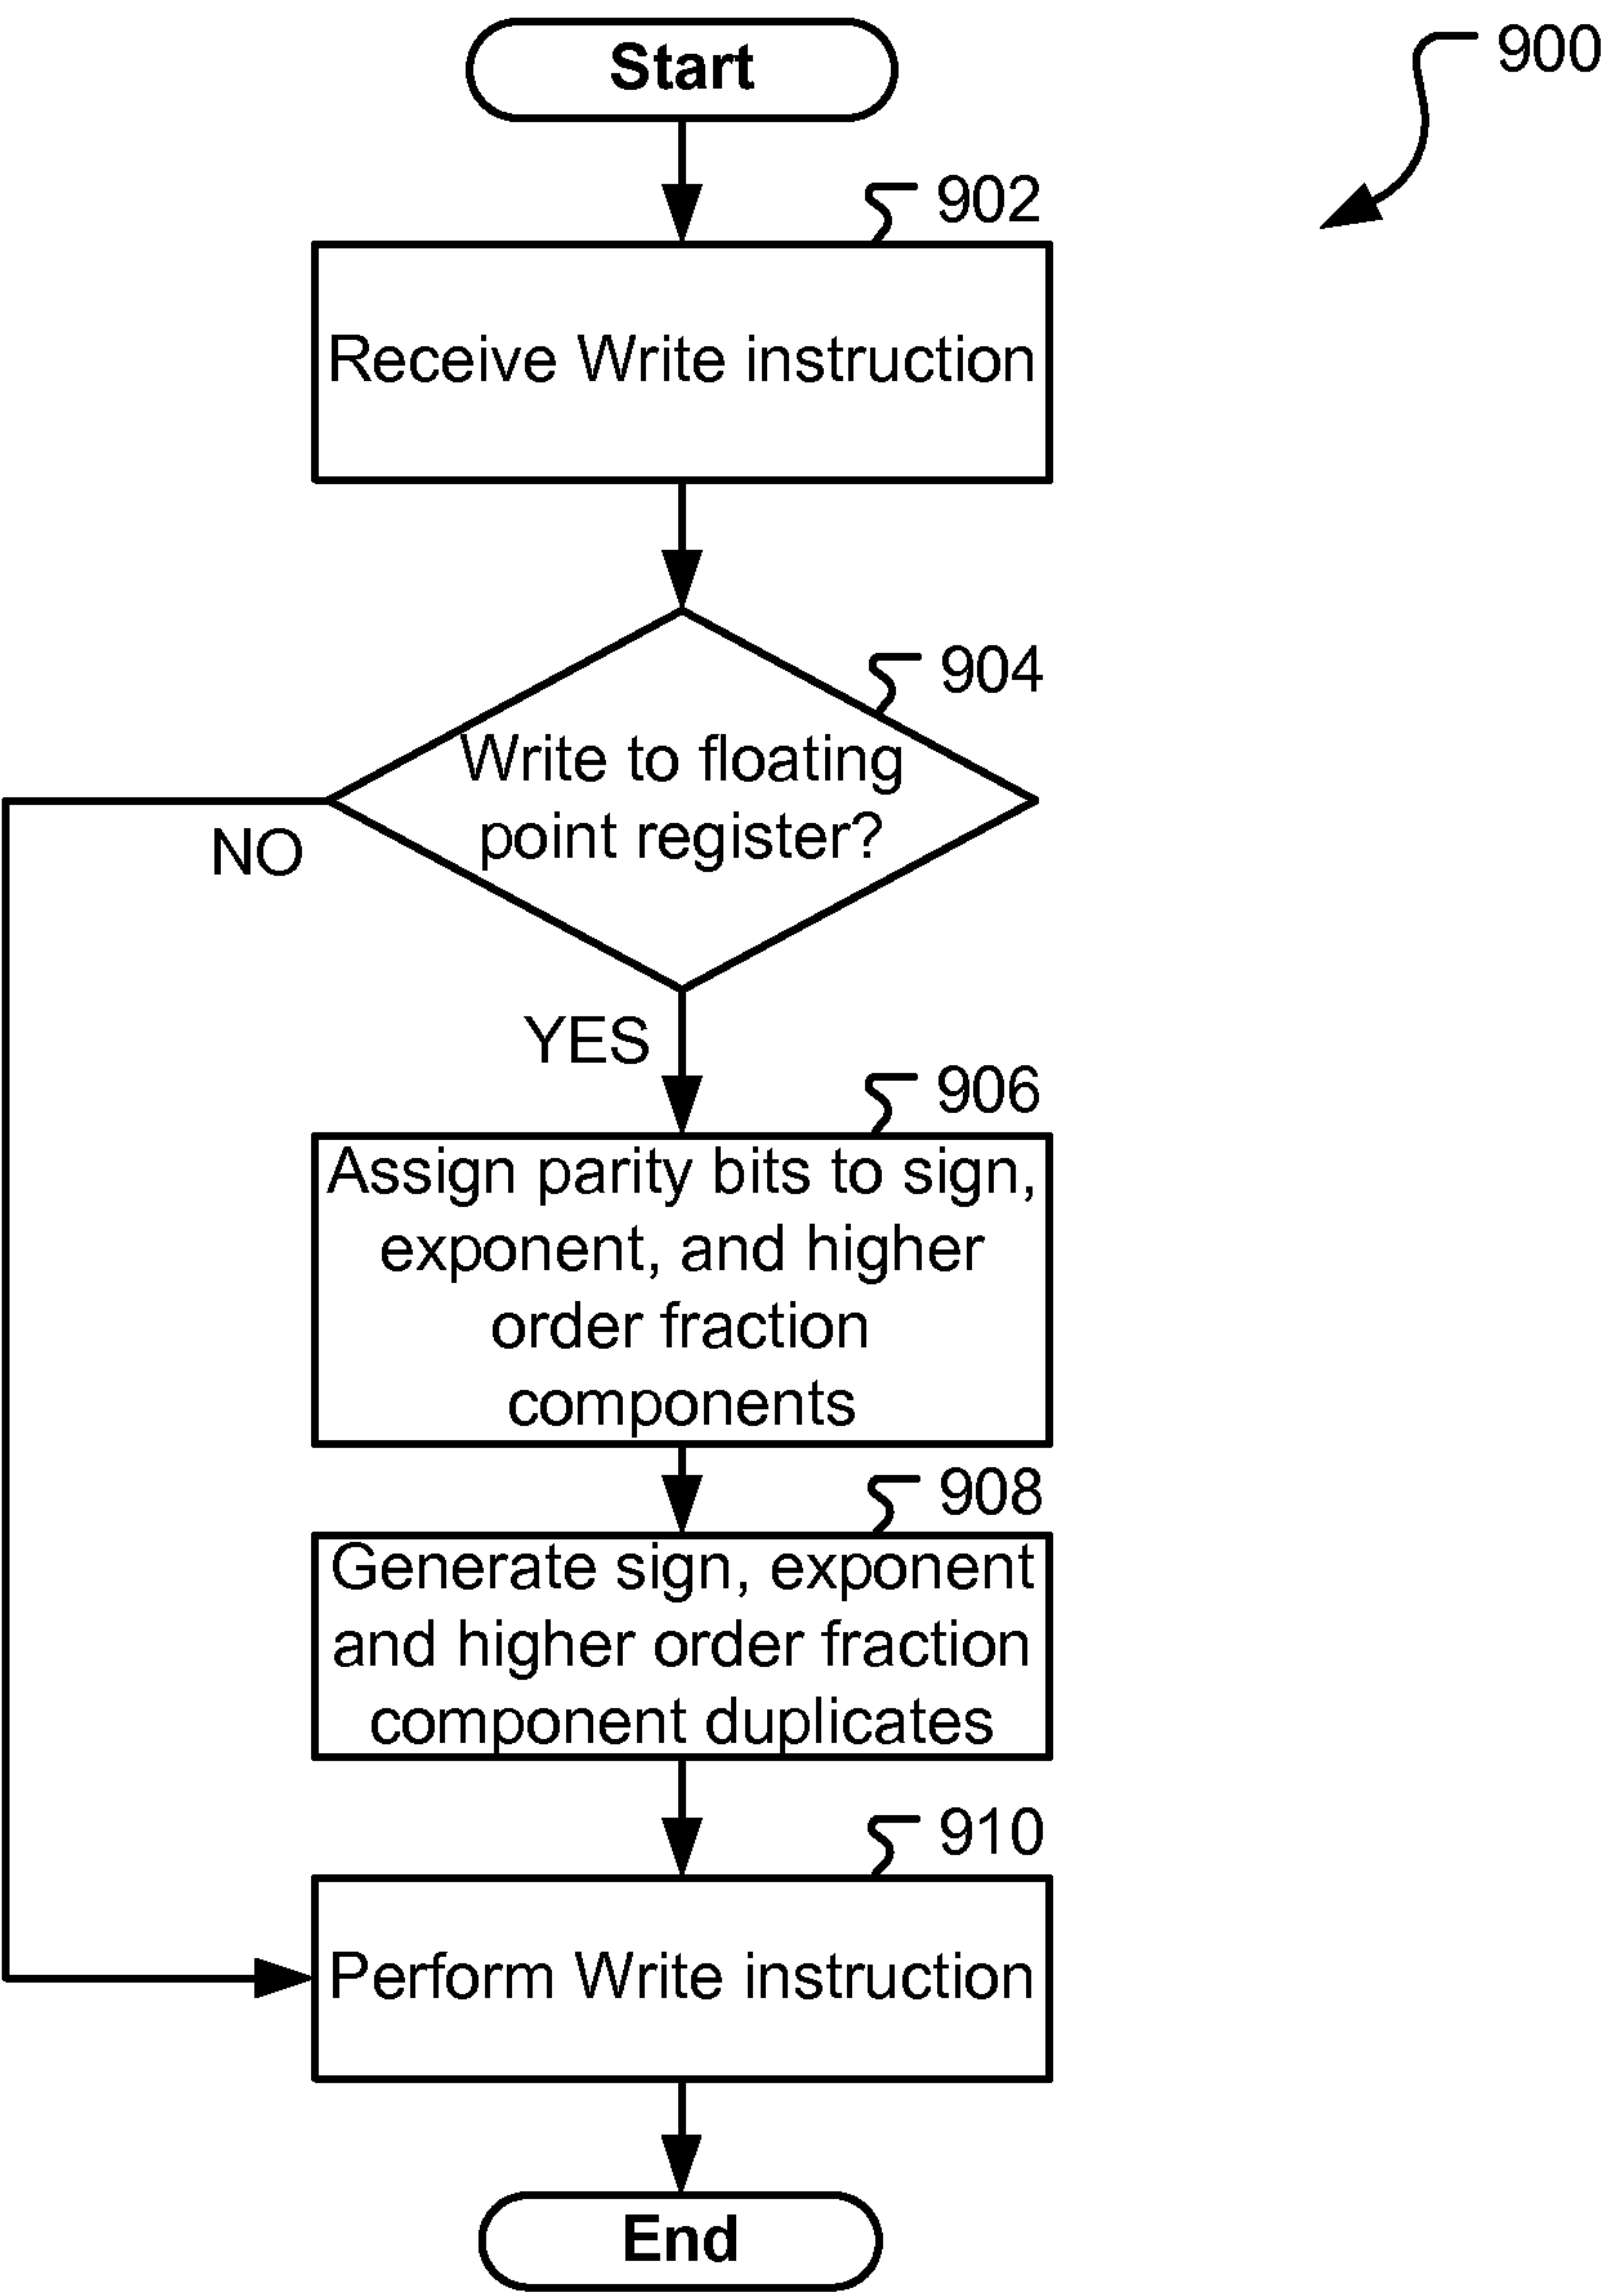 Start
900
902
Receive Write instruction
904
Write to floating
point register?
NO
YES
906
Assign parity bits to sign,
exponent, and higher
order fraction
components
908
Generate sign, exponent
and higher order fraction
component duplicates
910
Perform Write instruction
End